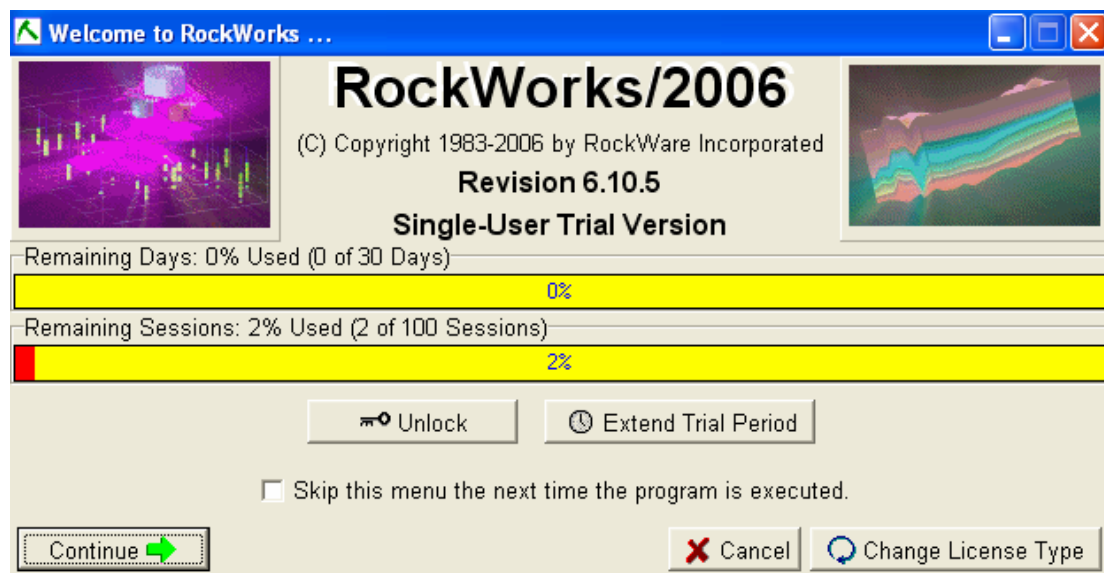 Welcome to RockWorks ...
RockWorks/2006
(C) Copyright 1983-2006 by RockWare Incorporated
Revision 6.10.5
Single-User Trial Version
Remaining Days: 0% Used (0 of 30 Days)
0%
Remaining Sessions: 2% Used (2 of 100 Sessions)
2%
Unlock Extend Trial Period
Skip this menu the next time the program is executed.
Continue Cancel Change License Type